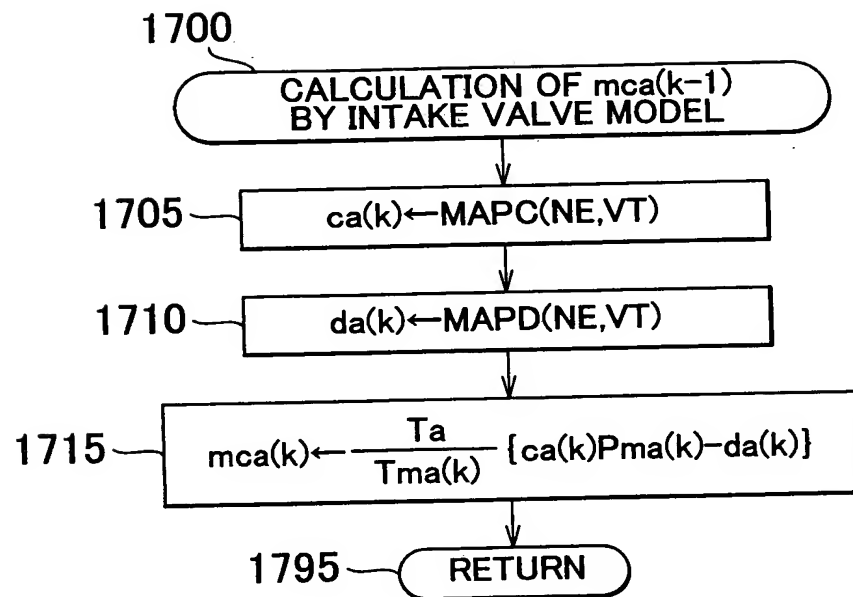 1700
CALCULATION OF mca(k-1)
BY INTAKE VALVE MODEL
1705
ca(k)←MAPC(NE,VT)
1710
da(k)←MAPD(NE,VT)
1715
mca(k)← Ta / Tma(k) {ca(k)Pma(k)-da(k)}
1795
RETURN